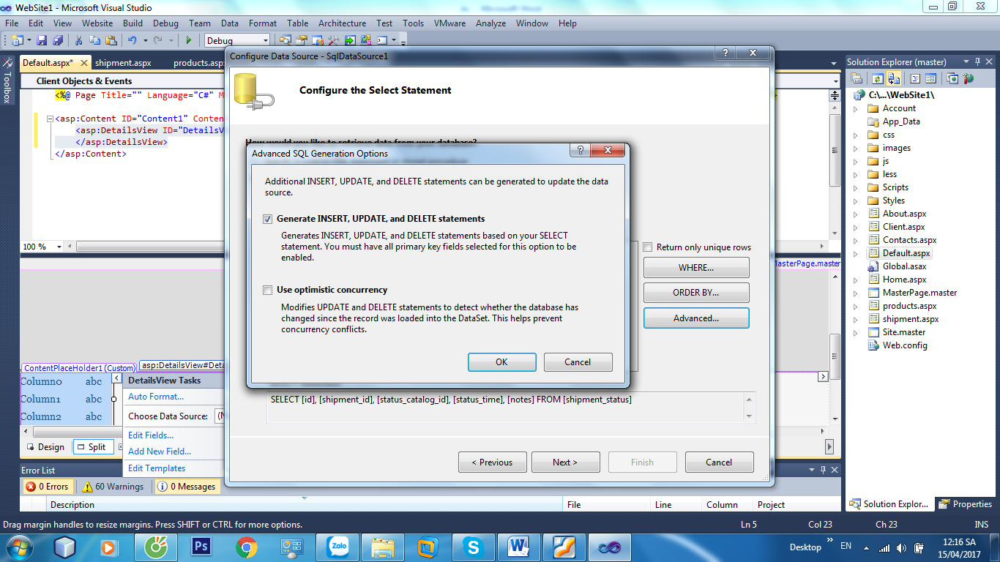 WebSite1 - Microsoft Visual Studio
File Edit View Website Build Debug Team Data Format Table Architecture Test Tools VMware Analyze Window Help
Debug
Toolbox
Default.aspx* shipment.aspx products.asp
Client Objects & Events
<%@ Page Title="" Language="C#" M
<asp:Content ID="Content1" Conten
<asp:DetailsView ID="DetailsV
</asp:DetailsView>
</asp:Content>
100 %
MasterPage.master
ContentPlaceHolder1 (Custom) asp:DetailsView#Deta
Column0 abc
Column1 abc
Column2 abc
DetailsView Tasks
Auto Format...
Choose Data Source: (N
Edit Fields...
Add New Field...
Edit Templates
Design Split
Configure Data Source - SqlDataSource1
Configure the Select Statement
How would you like to retrieve data from your database?
Advanced SQL Generation Options
Additional INSERT, UPDATE, and DELETE statements can be generated to update the data
source.
Generate INSERT, UPDATE, and DELETE statements
Generates INSERT, UPDATE, and DELETE statements based on your SELECT
statement. You must have all primary key fields selected for this option to be
enabled.
Use optimistic concurrency
Modifies UPDATE and DELETE statements to detect whether the database has
changed since the record was loaded into the DataSet. This helps prevent
concurrency conflicts.
OK Cancel
Return only unique rows
WHERE...
ORDER BY...
Advanced...
SELECT [id], [shipment_id], [status_catalog_id], [status_time], [notes] FROM [shipment_status]
< Previous Next > Finish Cancel
Solution Explorer (master)
C:\...\WebSite1\
Account
App_Data
css
images
js
less
Scripts
Styles
About.aspx
Client.aspx
Contacts.aspx
Default.aspx
Global.asax
Home.aspx
MasterPage.master
products.aspx
shipment.aspx
Site.master
Web.config
Solution Explor... Properties
Error List
0 Errors 60 Warnings 0 Messages
Description File Line Column Project
Drag margin handles to resize margins. Press SHIFT or CTRL for more options. Ln 5 Col 23 Ch 23 INS
Ps
Zalo
S
W
Desktop EN
12:16 SA
15/04/2017